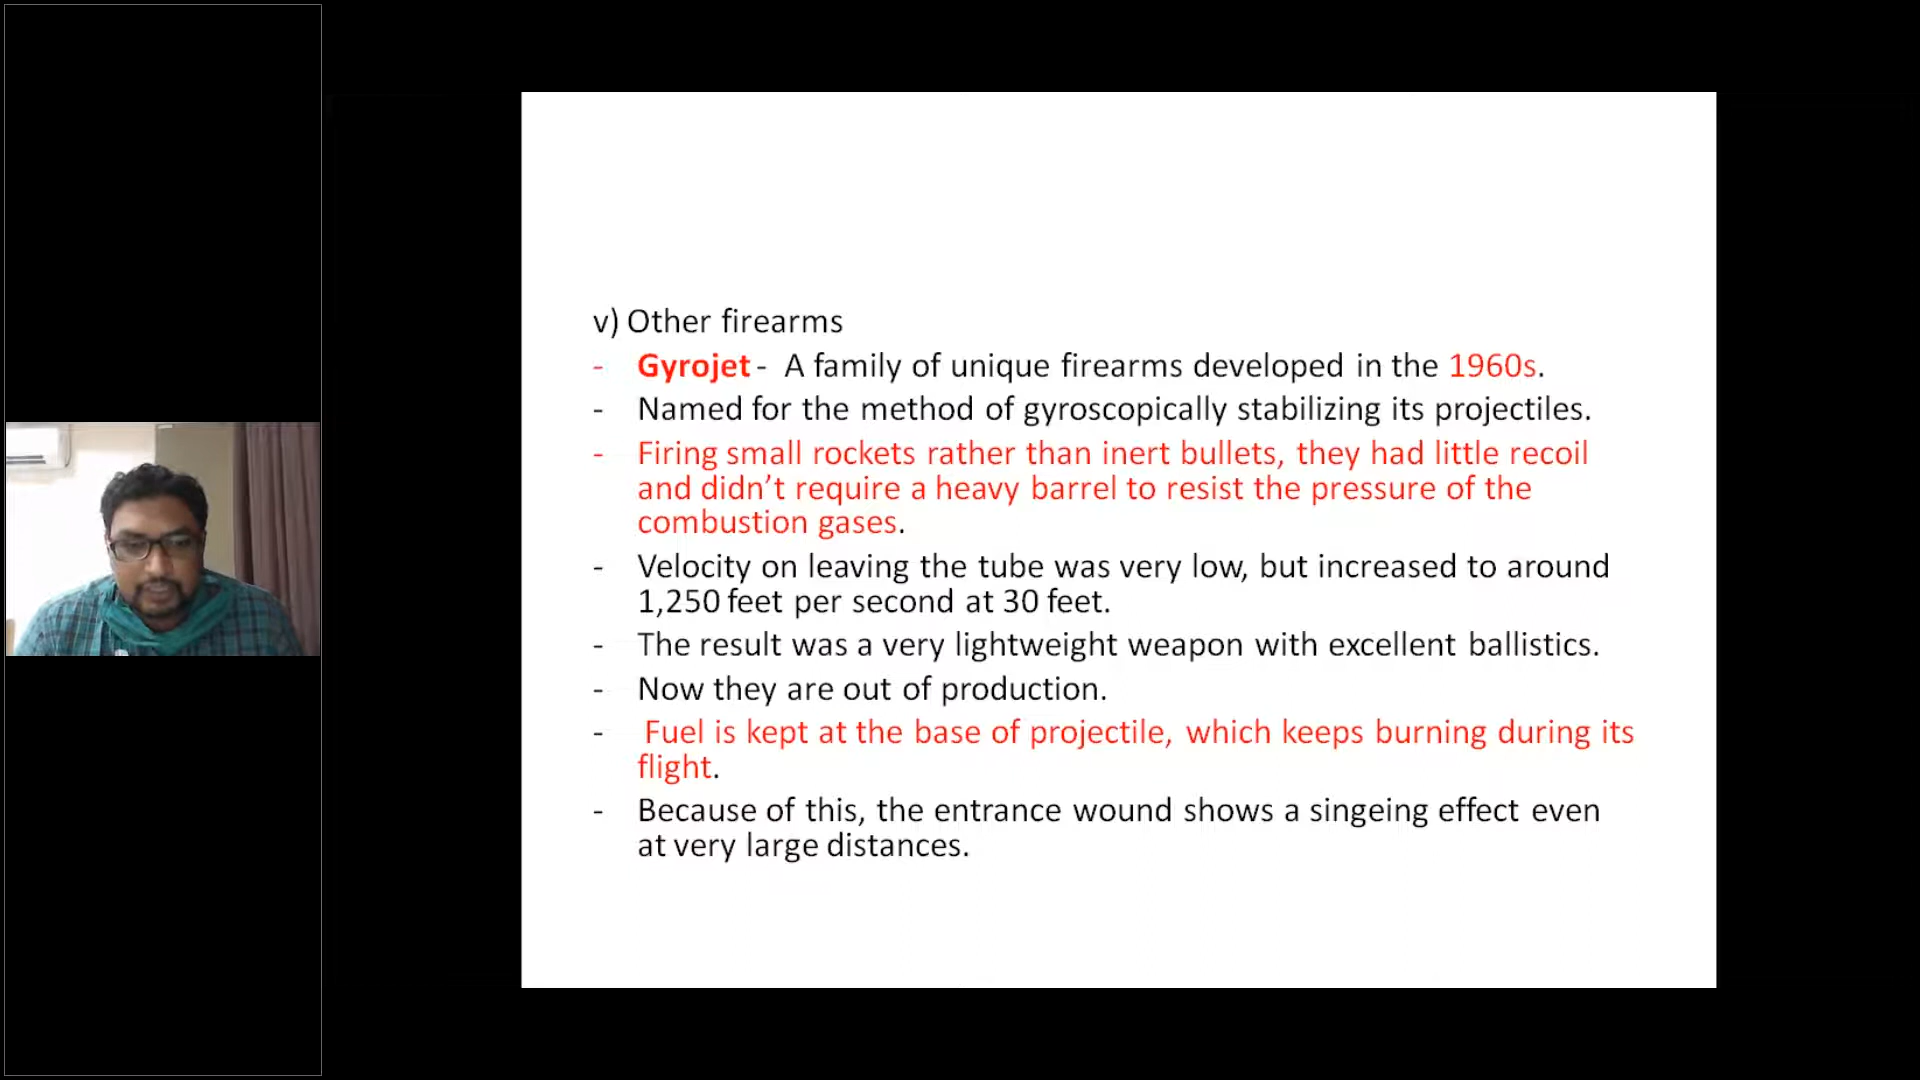 v) Other firearms
- Gyrojet - A family of unique firearms developed in the 1960s.
- Named for the method of gyroscopically stabilizing its projectiles.
- Firing small rockets rather than inert bullets, they had little recoil
and didn’t require a heavy barrel to resist the pressure of the
combustion gases.
- Velocity on leaving the tube was very low, but increased to around
1,250 feet per second at 30 feet.
- The result was a very lightweight weapon with excellent ballistics.
- Now they are out of production.
- Fuel is kept at the base of projectile, which keeps burning during its
flight.
- Because of this, the entrance wound shows a singeing effect even
at very large distances.